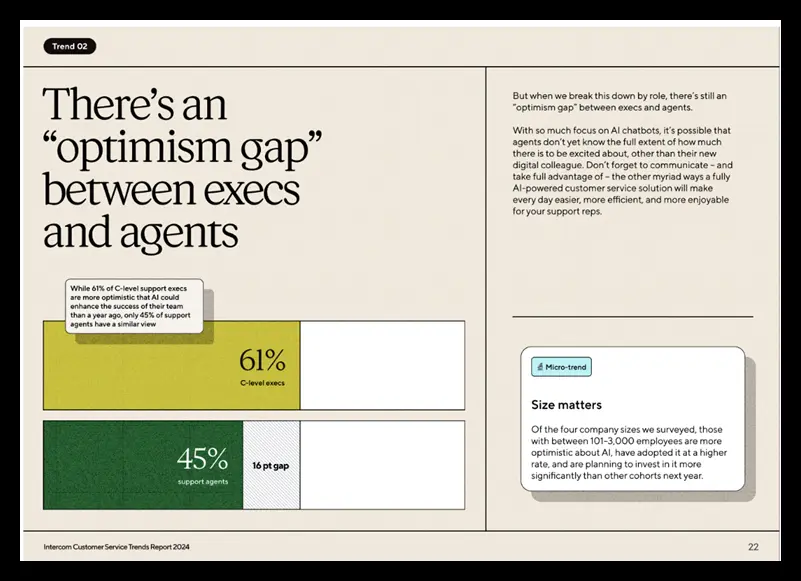 Trend 02
There’s an
“optimism gap”
between execs
and agents
While 61% of C-level support execs
are more optimistic that AI could
enhance the success of their team
than a year ago, only 45% of support
agents have a similar view
61%
C-level execs
45%
support agents
16 pt gap
But when we break this down by role, there’s still an
“optimism gap” between execs and agents.
With so much focus on AI chatbots, it’s possible that
agents don’t yet know the full extent of how much
there is to be excited about, other than their new
digital colleague. Don’t forget to communicate – and
take full advantage of – the other myriad ways a fully
AI-powered customer service solution will make
every day easier, more efficient, and more enjoyable
for your support reps.
Micro-trend
Size matters
Of the four company sizes we surveyed, those
with between 101–3,000 employees are more
optimistic about AI, have adopted it at a higher
rate, and are planning to invest in it more
significantly than other cohorts next year.
Intercom Customer Service Trends Report 2024
22